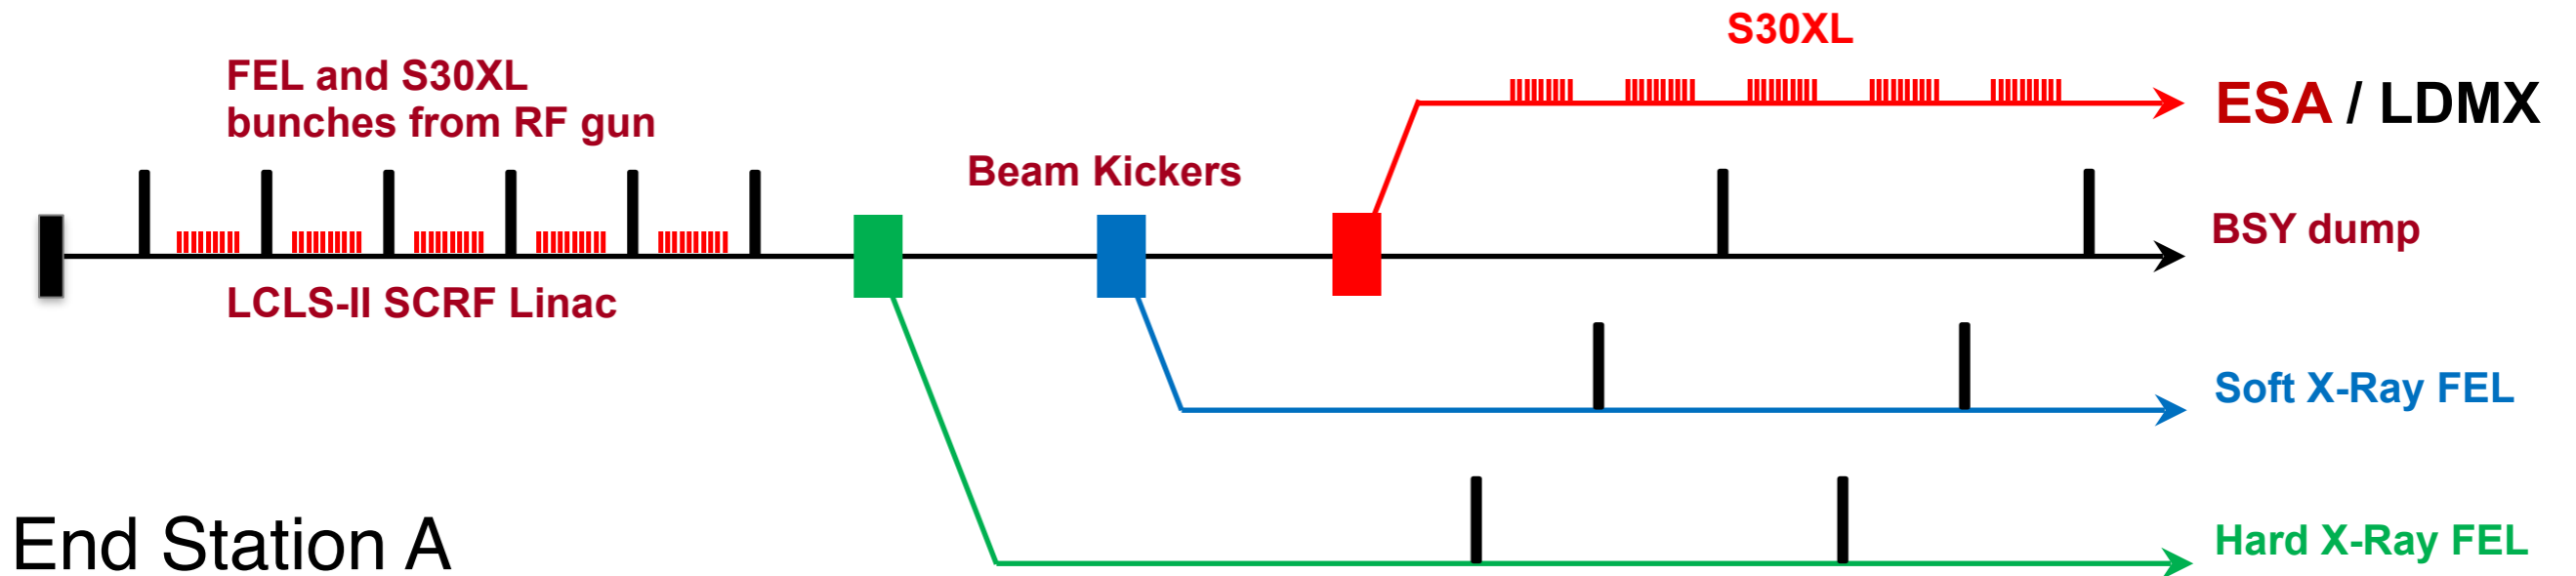 S30XL
FEL and S30XL
bunches from RF gun
ESA / LDMX
Beam Kickers
BSY dump
LCLS-II SCRF Linac
Soft X-Ray FEL
Hard X-Ray FEL
End Station A